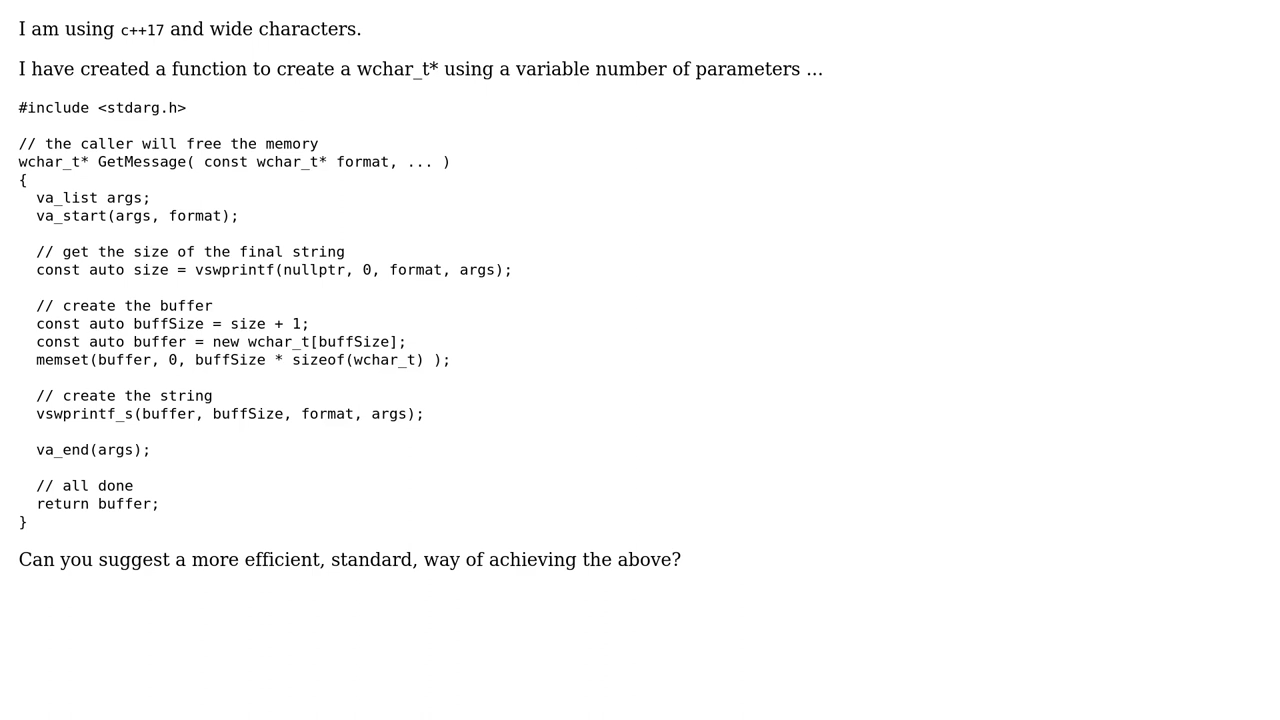 I am using c++17 and wide characters.
I have created a function to create a wchar_t* using a variable number of parameters ...
#include <stdarg.h>
// the caller will free the memory
wchar_t* GetMessage( const wchar_t* format, ... )
{
  va_list args;
  va_start(args, format);
  // get the size of the final string
  const auto size = vswprintf(nullptr, 0, format, args);
  // create the buffer
  const auto buffSize = size + 1;
  const auto buffer = new wchar_t[buffSize];
  memset(buffer, 0, buffSize * sizeof(wchar_t) );
  // create the string
  vswprintf_s(buffer, buffSize, format, args);
  va_end(args);
  // all done
  return buffer;
}
Can you suggest a more efficient, standard, way of achieving the above?